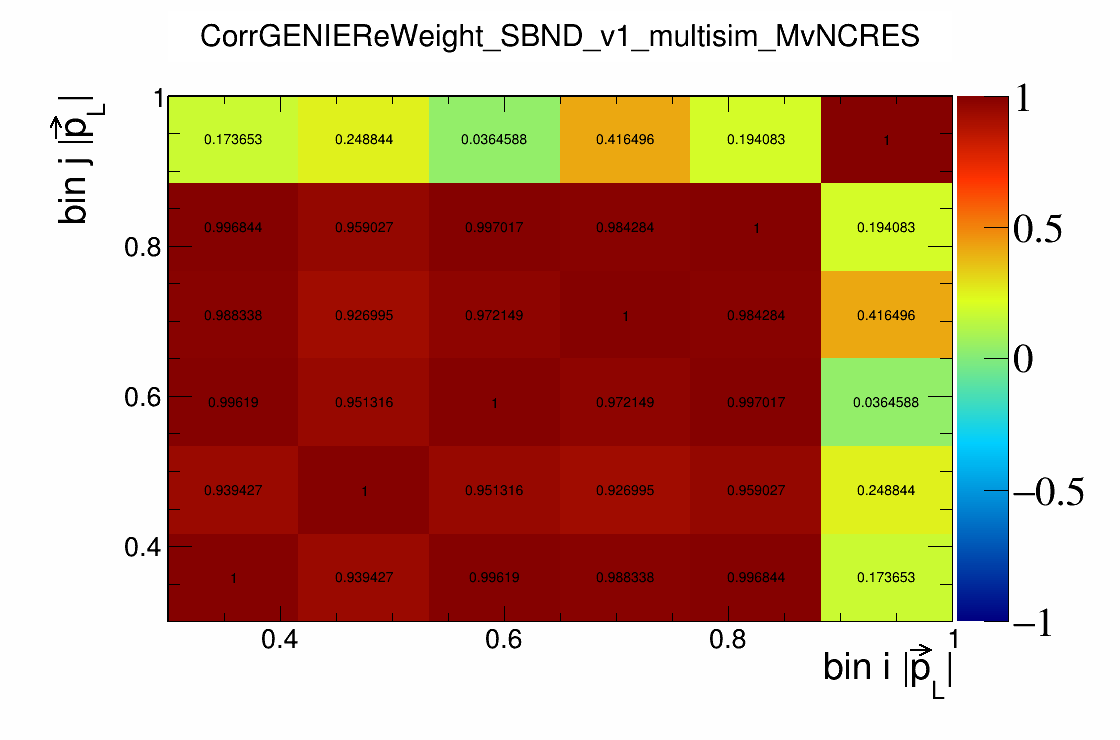 CorrGENIEReWeight_SBND_v1_multisim_MvNCRES
bin j |p_L|
1
0.8
0.6
0.4
0.173653 0.248844 0.0364588 0.416496 0.194083 1
0.996844 0.959027 0.997017 0.984284 1 0.194083
0.988338 0.926995 0.972149 1 0.984284 0.416496
0.99619 0.951316 1 0.972149 0.997017 0.0364588
0.939427 1 0.951316 0.926995 0.959027 0.248844
1 0.939427 0.99619 0.988338 0.996844 0.173653
0.4 0.6 0.8 1
bin i |p_L|
1
0.5
0
−0.5
−1